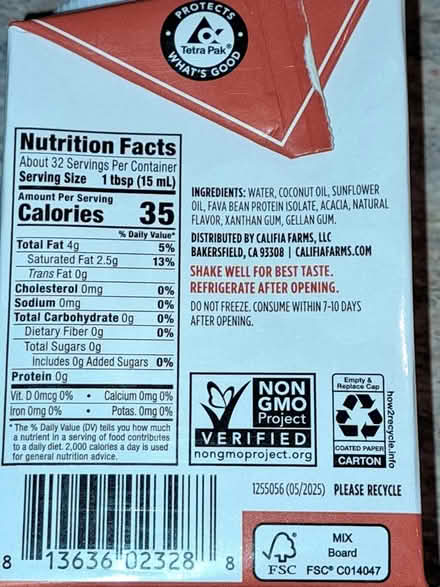 PROTECTS
Tetra Pak®
WHAT'S GOOD
Nutrition Facts
About 32 Servings Per Container
Serving Size 1 tbsp (15 mL)
Amount Per Serving
Calories 35
% Daily Value*
Total Fat 4g 5%
Saturated Fat 2.5g 13%
Trans Fat 0g
Cholesterol 0mg 0%
Sodium 0mg 0%
Total Carbohydrate 0g 0%
Dietary Fiber 0g 0%
Total Sugars 0g
Includes 0g Added Sugars 0%
Protein 0g
Vit. D 0mcg 0% • Calcium 0mg 0%
Iron 0mg 0% • Potas. 0mg 0%
* The % Daily Value (DV) tells you how much
a nutrient in a serving of food contributes
to a daily diet. 2,000 calories a day is used
for general nutrition advice.
INGREDIENTS: WATER, COCONUT OIL, SUNFLOWER
OIL, FAVA BEAN PROTEIN ISOLATE, ACACIA, NATURAL
FLAVOR, XANTHAN GUM, GELLAN GUM.
DISTRIBUTED BY CALIFIA FARMS, LLC
BAKERSFIELD, CA 93308 | CALIFIAFARMS.COM
SHAKE WELL FOR BEST TASTE.
REFRIGERATE AFTER OPENING.
DO NOT FREEZE. CONSUME WITHIN 7-10 DAYS
AFTER OPENING.
NON
GMO
Project
VERIFIED
nongmoproject.org
Empty &
Replace Cap
COATED PAPER
CARTON
how2recycle.info
1255056 (05/2025) PLEASE RECYCLE
8 13636 02328 8
FSC
MIX
Board
FSC® C014047